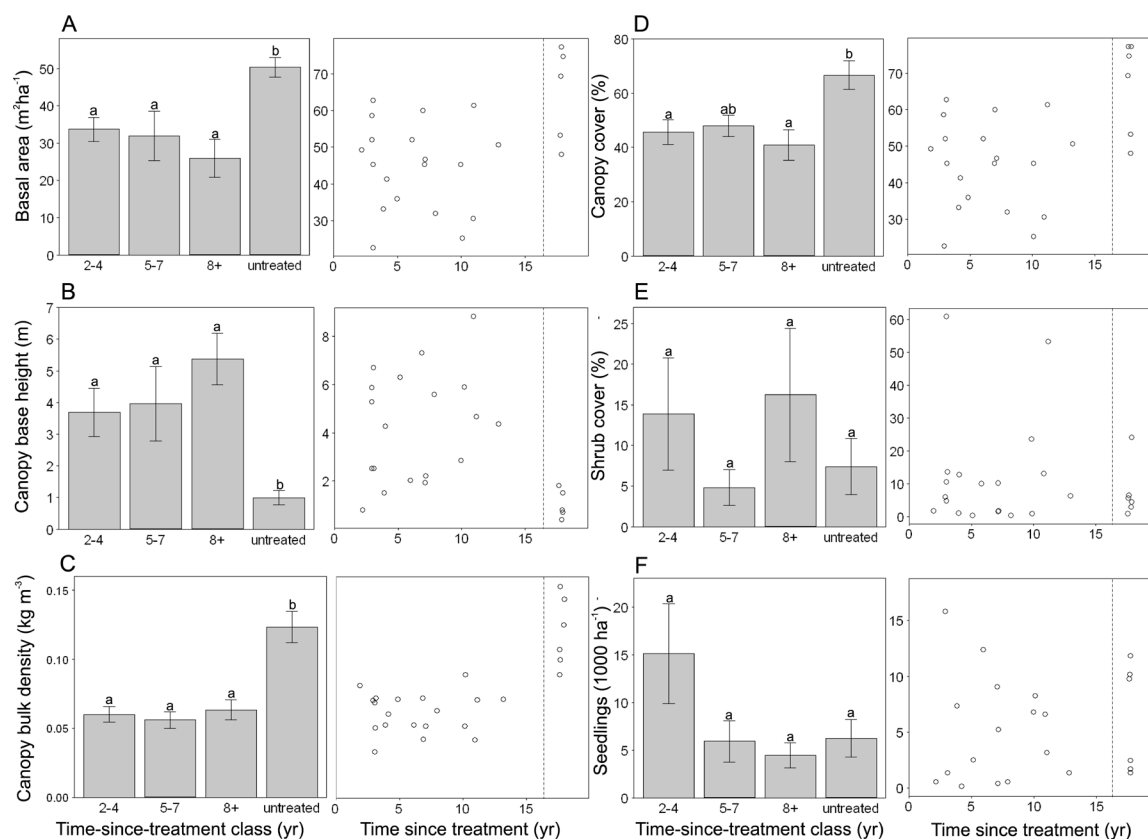 A
Basal area (m²ha⁻¹)
50
40
30
20
10
0
a
a
a
b
2-4
5-7
8+
untreated
70
60
50
40
30
0
5
10
15
D
Canopy cover (%)
80
60
40
20
0
a
ab
a
b
2-4
5-7
8+
untreated
70
60
50
40
30
0
5
10
15
B
Canopy base height (m)
7
6
5
4
3
2
1
0
a
a
a
b
2-4
5-7
8+
untreated
8
6
4
2
0
5
10
15
E
Shrub cover (%)
25
20
15
10
5
0
a
a
a
a
2-4
5-7
8+
untreated
60
50
40
30
20
10
0
0
5
10
15
C
Canopy bulk density (kg m⁻³)
0.15
0.10
0.05
0.00
a
a
a
b
2-4
5-7
8+
untreated
0
5
10
15
Time-since-treatment class (yr)
Time since treatment (yr)
F
Seedlings (1000 ha⁻¹)
20
15
10
5
0
a
a
a
a
2-4
5-7
8+
untreated
15
10
5
0
0
5
10
15
Time-since-treatment class (yr)
Time since treatment (yr)